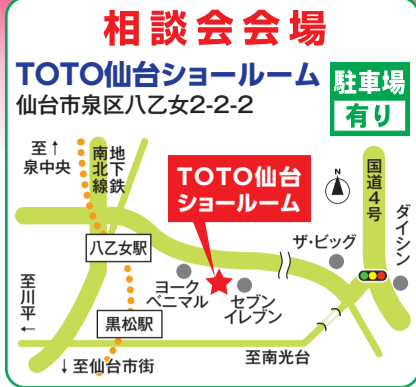 相談会会場
TOTO仙台ショールーム
仙台市泉区八乙女2-2-2
駐車場
有り
至↑
泉中央
地下鉄
南北線
TOTO仙台
ショールーム
N
国道4号
ダイシン
ザ・ビッグ
八乙女駅
ヨーク
ベニマル
セブン
イレブン
至川平
←
黒松駅
↓至仙台市街
至南光台